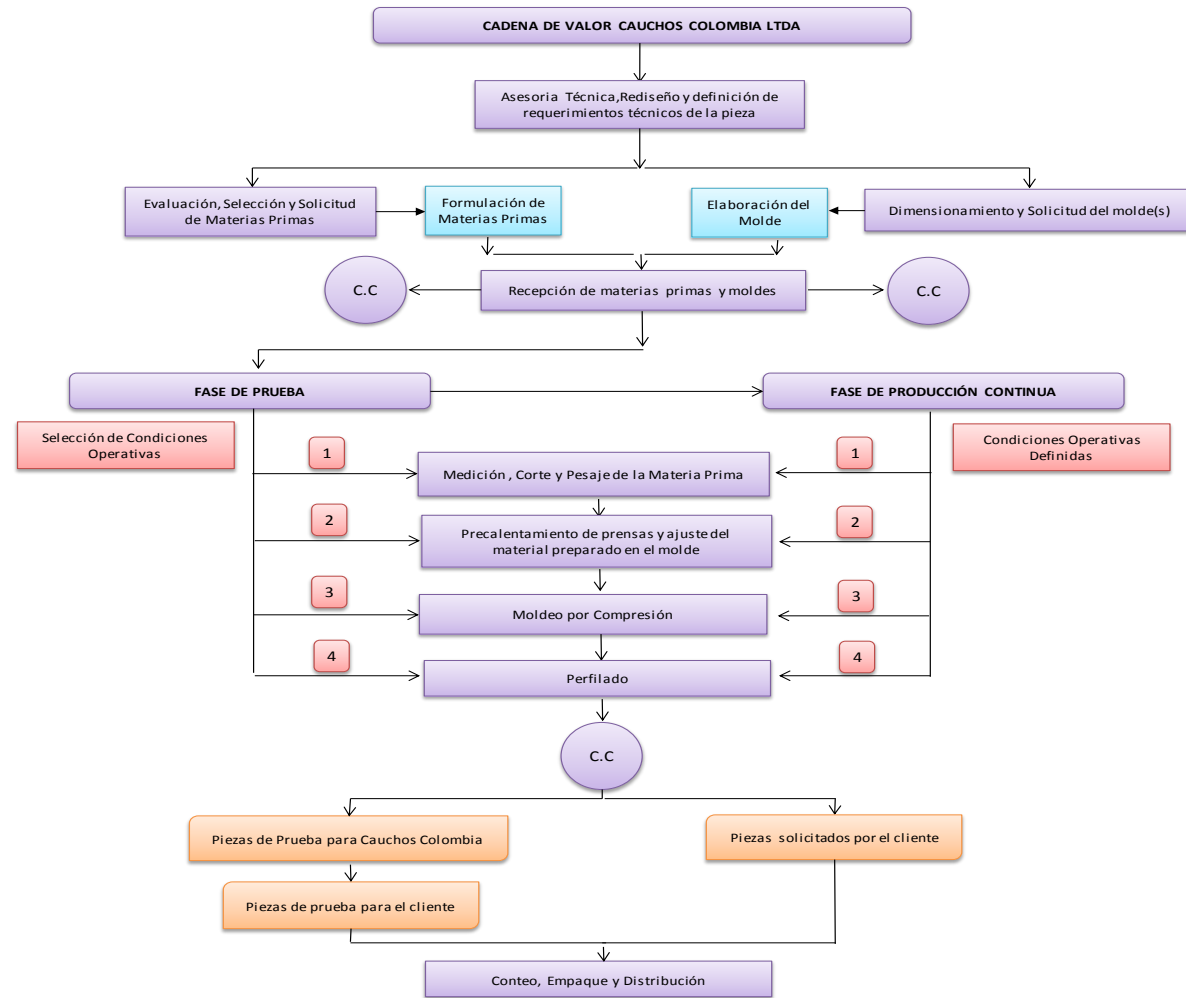 CADENA DE VALOR CAUCHOS COLOMBIA LTDA
Asesoria Técnica,Rediseño y definición de
requerimientos técnicos de la pieza
Evaluación, Selección y Solicitud
de Materias Primas
Formulación de
Materias Primas
Elaboración del
Molde
Dimensionamiento y Solicitud del molde(s)
C.C
Recepción de materias primas y moldes
C.C
FASE DE PRUEBA
FASE DE PRODUCCIÓN CONTINUA
Selección de Condiciones
Operativas
Condiciones Operativas
Definidas
1
Medición , Corte y Pesaje de la Materia Prima
1
2
Precalentamiento de prensas y ajuste del
material preparado en el molde
2
3
Moldeo por Compresión
3
4
Perfilado
4
C.C
Piezas de Prueba para Cauchos Colombia
Piezas solicitados por el cliente
Piezas de prueba para el cliente
Conteo, Empaque y Distribución